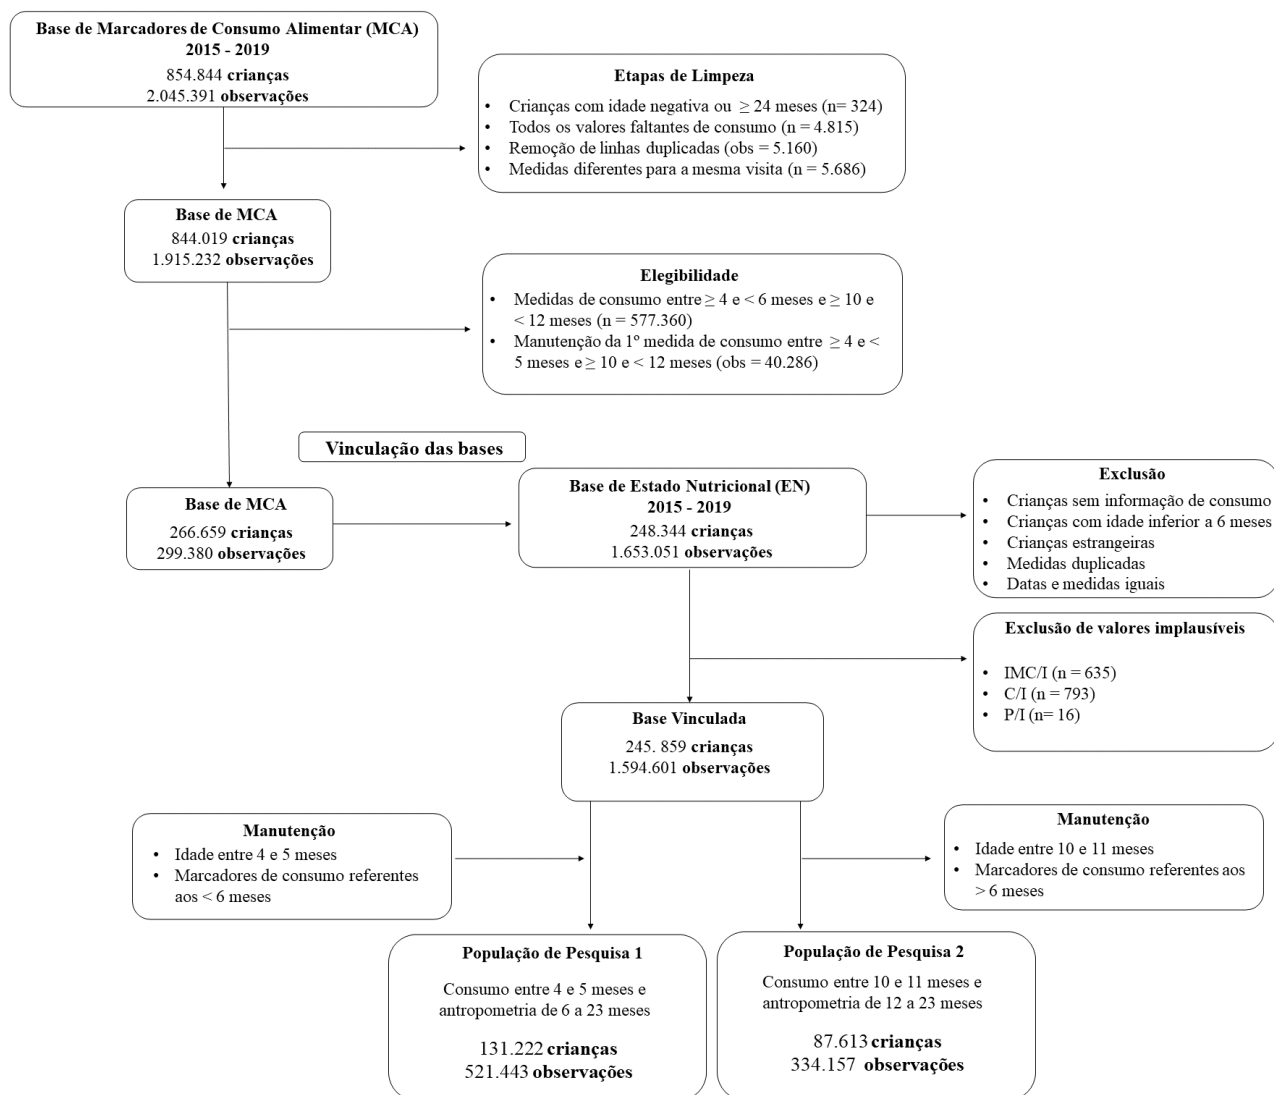 Base de Marcadores de Consumo Alimentar (MCA)
2015 - 2019
854.844 crianças
2.045.391 observações
Etapas de Limpeza
• Crianças com idade negativa ou ≥ 24 meses (n= 324)
• Todos os valores faltantes de consumo (n = 4.815)
• Remoção de linhas duplicadas (obs = 5.160)
• Medidas diferentes para a mesma visita (n = 5.686)
Base de MCA
844.019 crianças
1.915.232 observações
Elegibilidade
• Medidas de consumo entre ≥ 4 e < 6 meses e ≥ 10 e
< 12 meses (n = 577.360)
• Manutenção da 1º medida de consumo entre ≥ 4 e <
5 meses e ≥ 10 e < 12 meses (obs = 40.286)
Vinculação das bases
Base de MCA
266.659 crianças
299.380 observações
Base de Estado Nutricional (EN)
2015 - 2019
248.344 crianças
1.653.051 observações
Exclusão
• Crianças sem informação de consumo
• Crianças com idade inferior a 6 meses
• Crianças estrangeiras
• Medidas duplicadas
• Datas e medidas iguais
Exclusão de valores implausíveis
• IMC/I (n = 635)
• C/I (n = 793)
• P/I (n= 16)
Base Vinculada
245. 859 crianças
1.594.601 observações
Manutenção
• Idade entre 4 e 5 meses
• Marcadores de consumo referentes
aos < 6 meses
Manutenção
• Idade entre 10 e 11 meses
• Marcadores de consumo referentes aos
> 6 meses
População de Pesquisa 1
Consumo entre 4 e 5 meses e
antropometria de 6 a 23 meses
131.222 crianças
521.443 observações
População de Pesquisa 2
Consumo entre 10 e 11 meses e
antropometria de 12 a 23 meses
87.613 crianças
334.157 observações